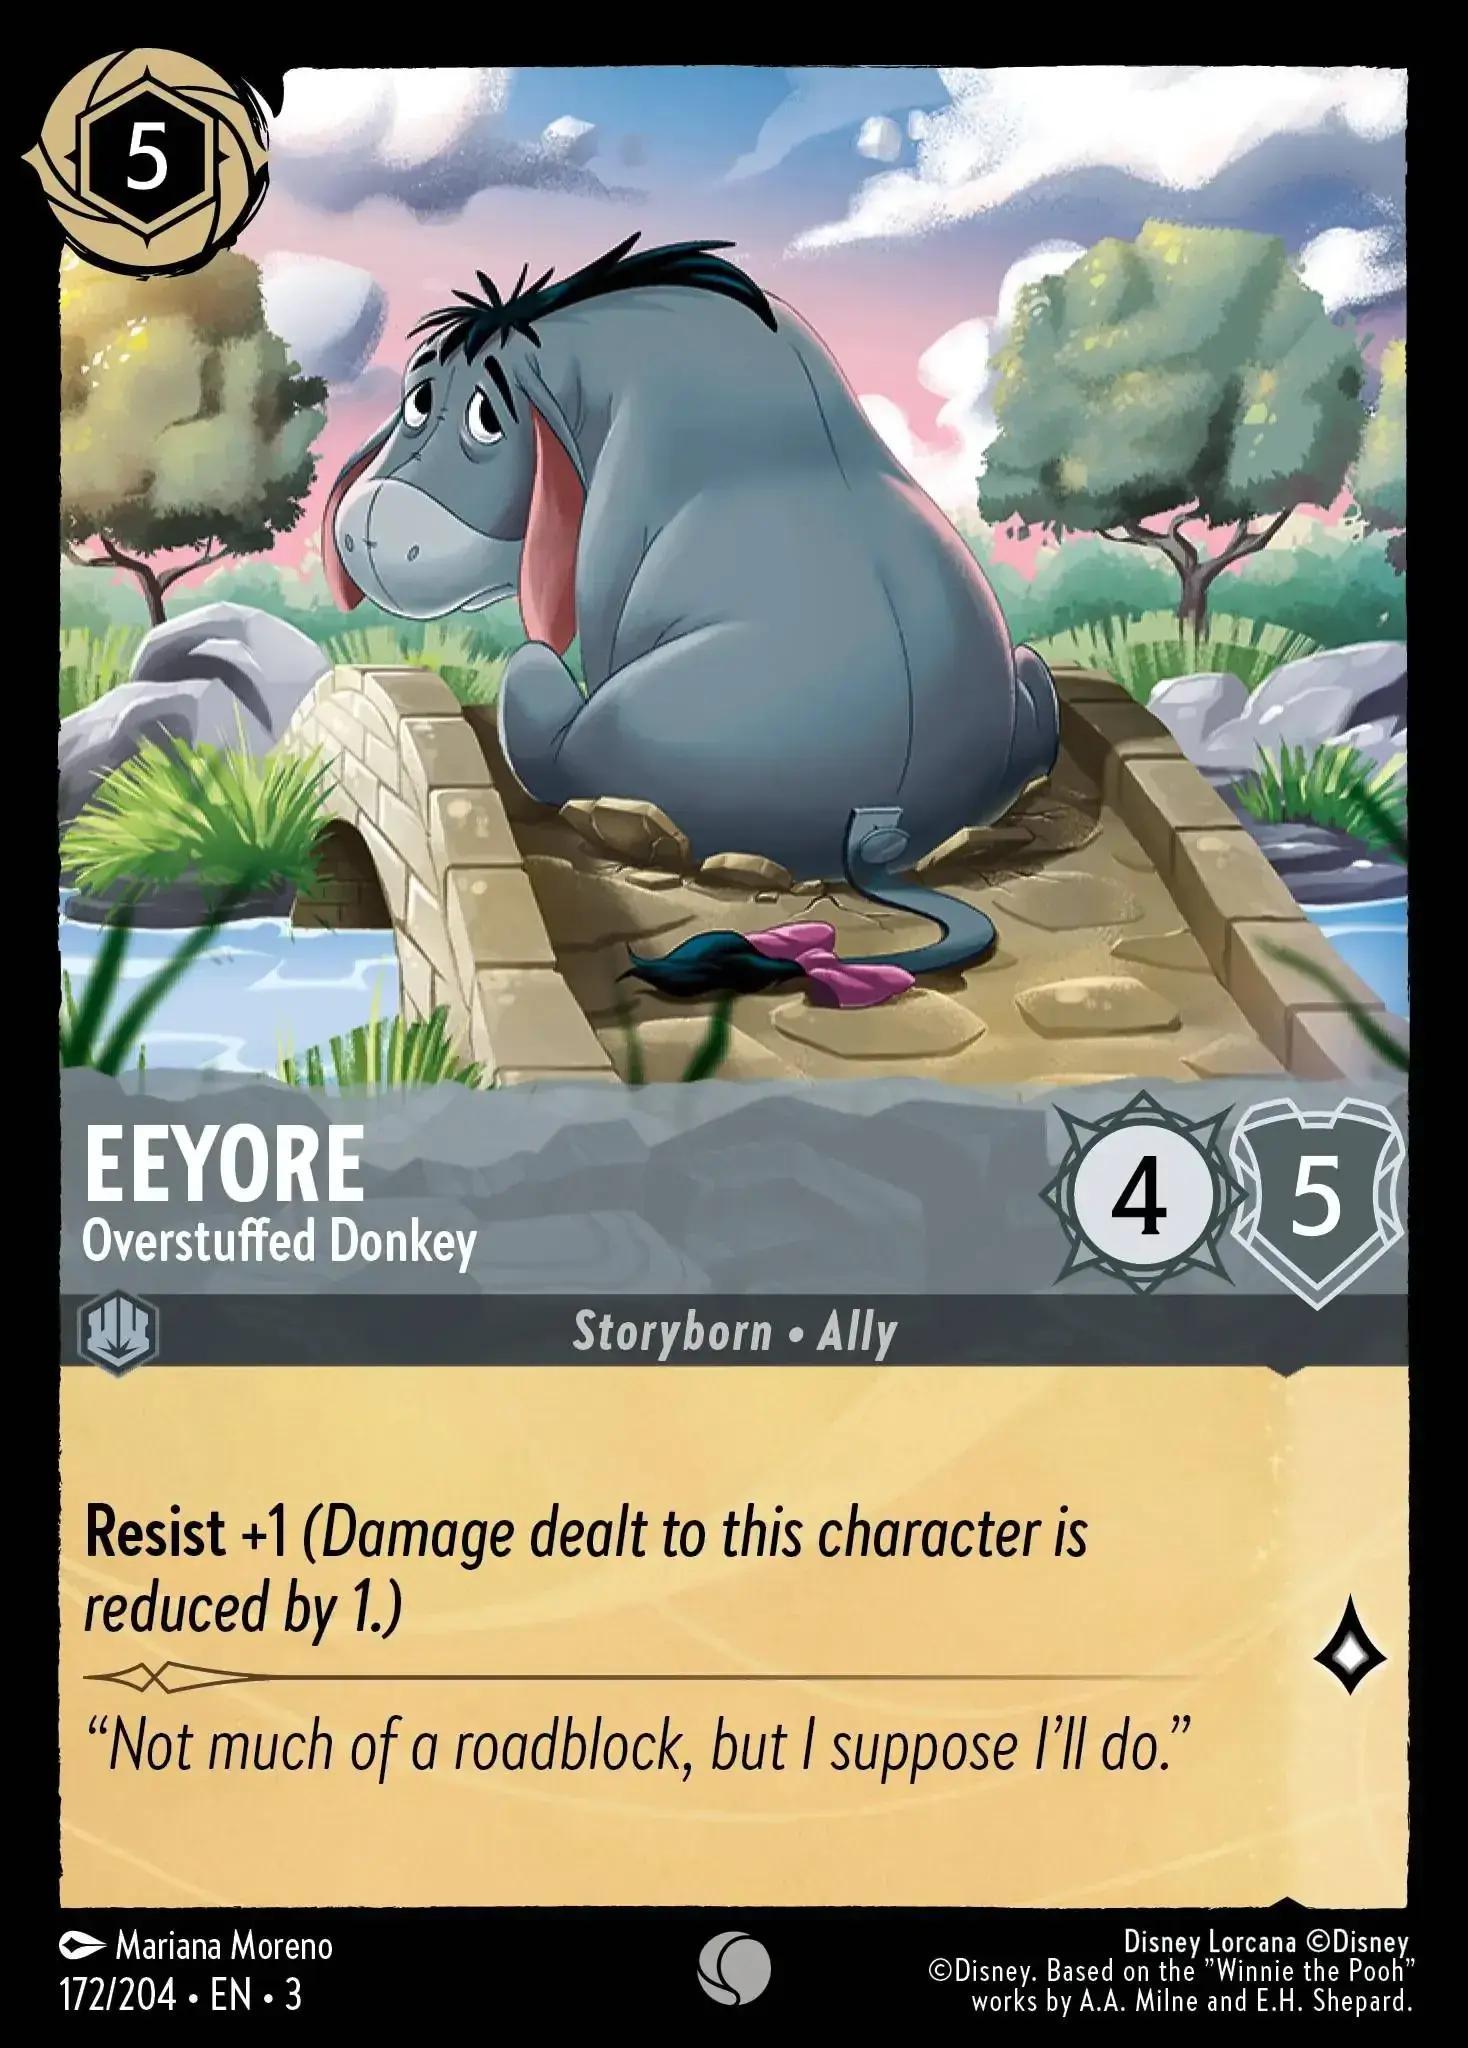 5
EEYORE
Overstuffed Donkey
4
5
Storyborn • Ally
Resist +1 (Damage dealt to this character is
reduced by 1.)
“Not much of a roadblock, but I suppose I’ll do.”
Mariana Moreno
172/204 • EN • 3
Disney Lorcana ©Disney
©Disney. Based on the ”Winnie the Pooh”
works by A.A. Milne and E.H. Shepard.